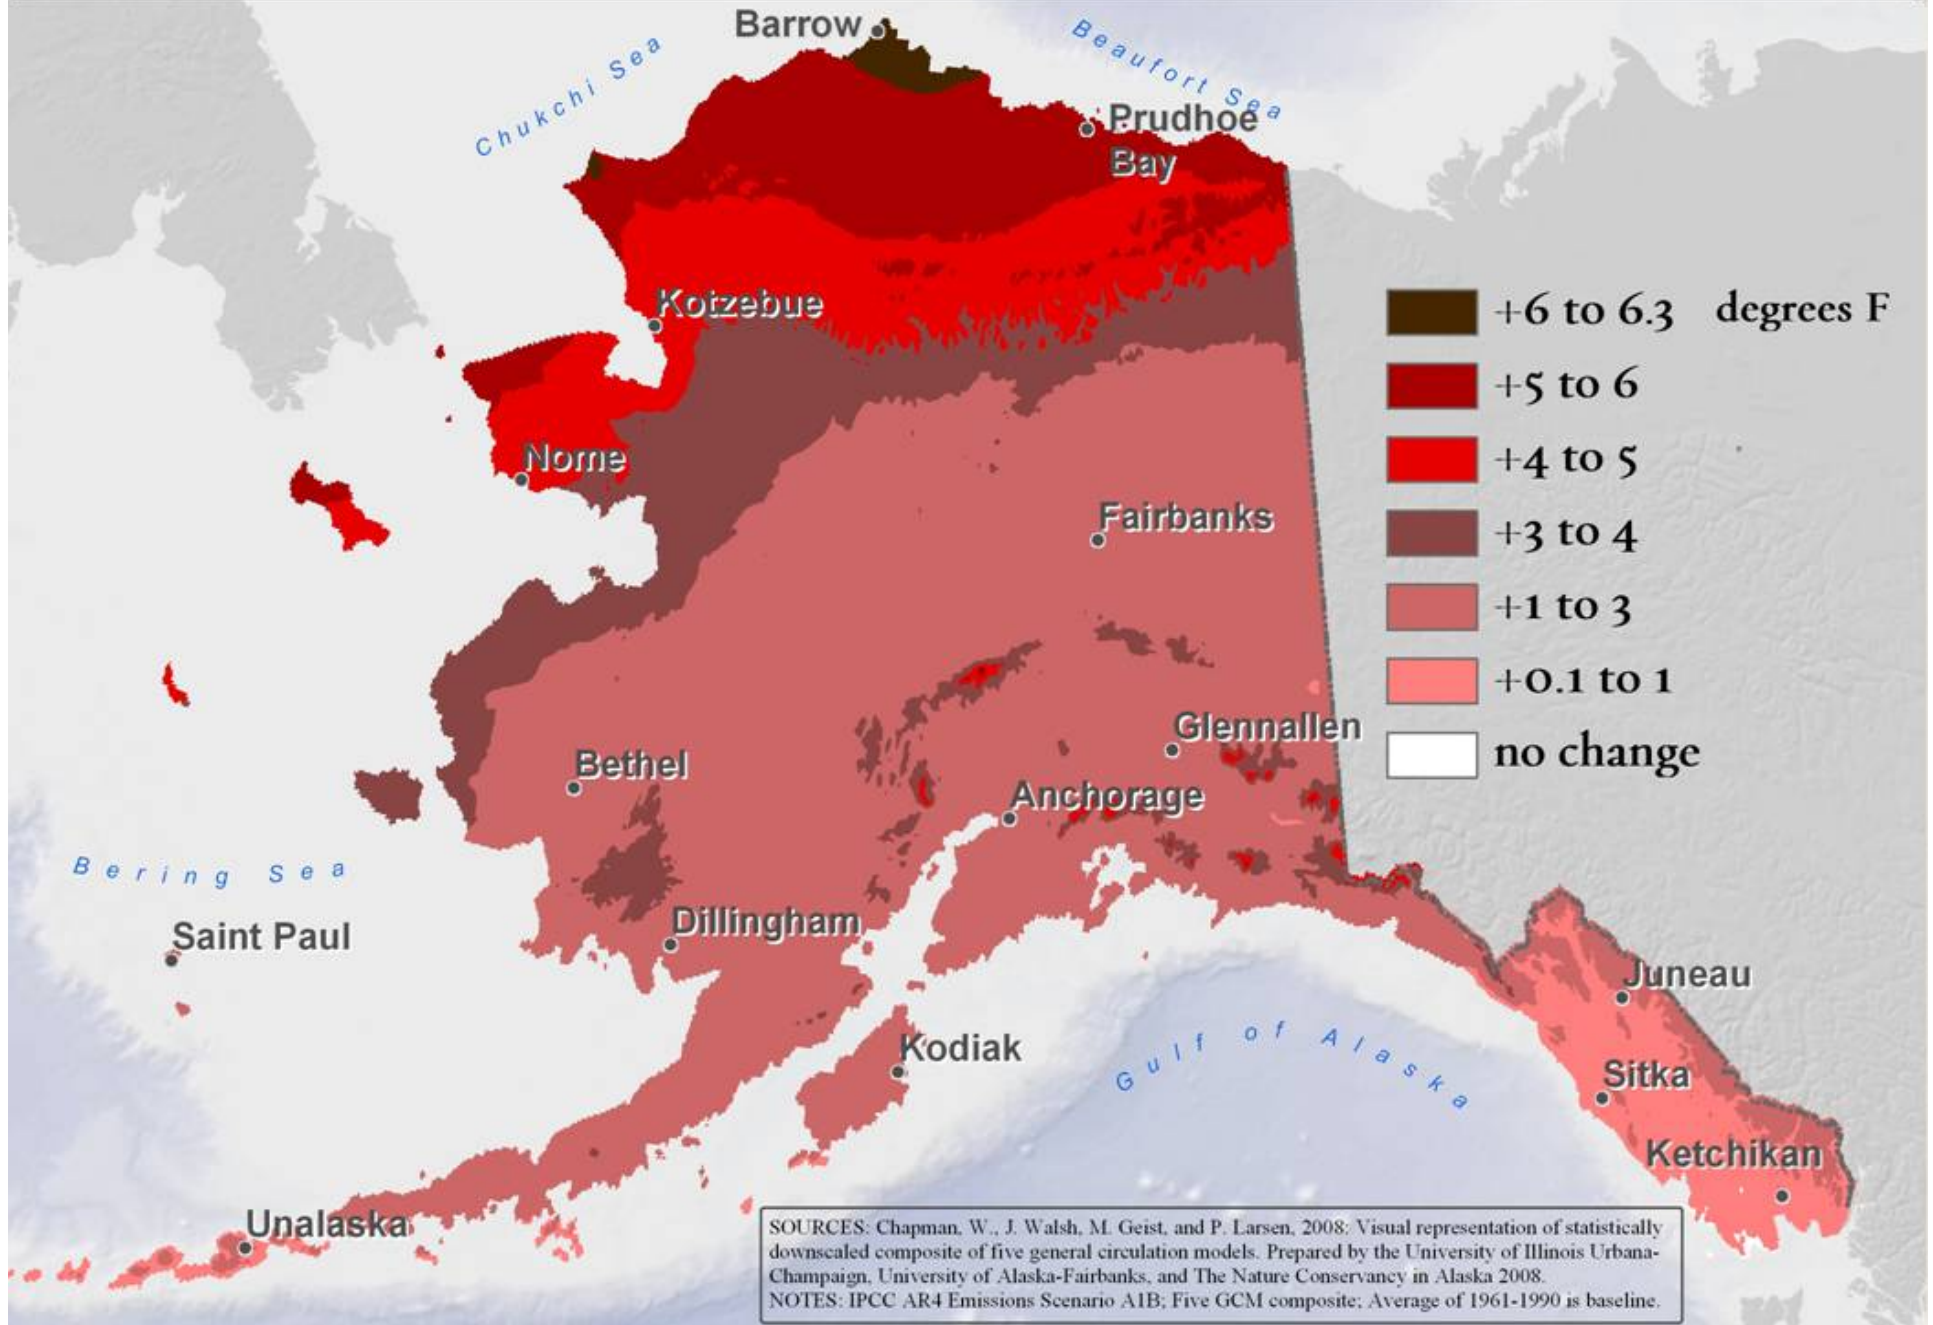 Barrow
Chukchi Sea
Beaufort Sea
Prudhoe
Bay
Kotzebue
+6 to 6.3 degrees F
+5 to 6
+4 to 5
Nome
Fairbanks
+3 to 4
+1 to 3
+0.1 to 1
Glennallen
no change
Bethel
Anchorage
Bering Sea
Saint Paul
Dillingham
Juneau
Kodiak
Gulf of Alaska
Sitka
Ketchikan
Unalaska
SOURCES: Chapman, W., J. Walsh, M. Geist, and P. Larsen, 2008: Visual representation of statistically
downscaled composite of five general circulation models. Prepared by the University of Illinois Urbana-
Champaign, University of Alaska-Fairbanks, and The Nature Conservancy in Alaska 2008.
NOTES: IPCC AR4 Emissions Scenario A1B; Five GCM composite; Average of 1961-1990 is baseline.